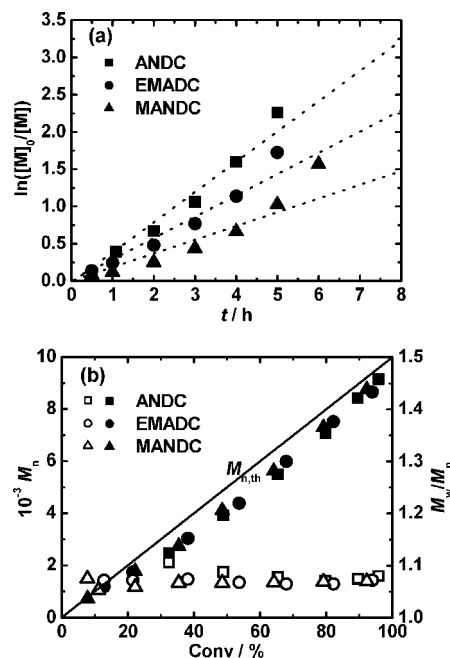 (a)
ANDC
EMADC
MANDC
ln([M]0/[M])
3.5
3.0
2.5
2.0
1.5
1.0
0.5
0.0
0 1 2 3 4 5 6 7 8
t / h
(b)
ANDC
EMADC
MANDC
Mn,th
10⁻³ Mn
10
8
6
4
2
0
Mw/Mn
1.5
1.4
1.3
1.2
1.1
1.0
0 20 40 60 80 100
Conv / %